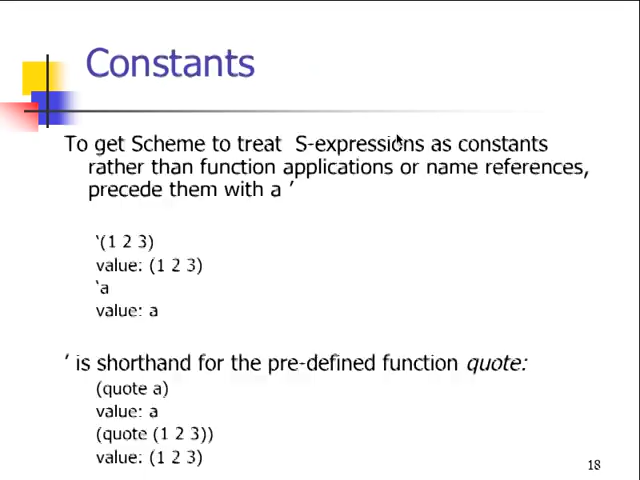 Constants
To get Scheme to treat S-expressions as constants
rather than function applications or name references,
precede them with a ’
‘(1 2 3)
value: (1 2 3)
‘a
value: a
’ is shorthand for the pre-defined function quote:
(quote a)
value: a
(quote (1 2 3))
value: (1 2 3)
18